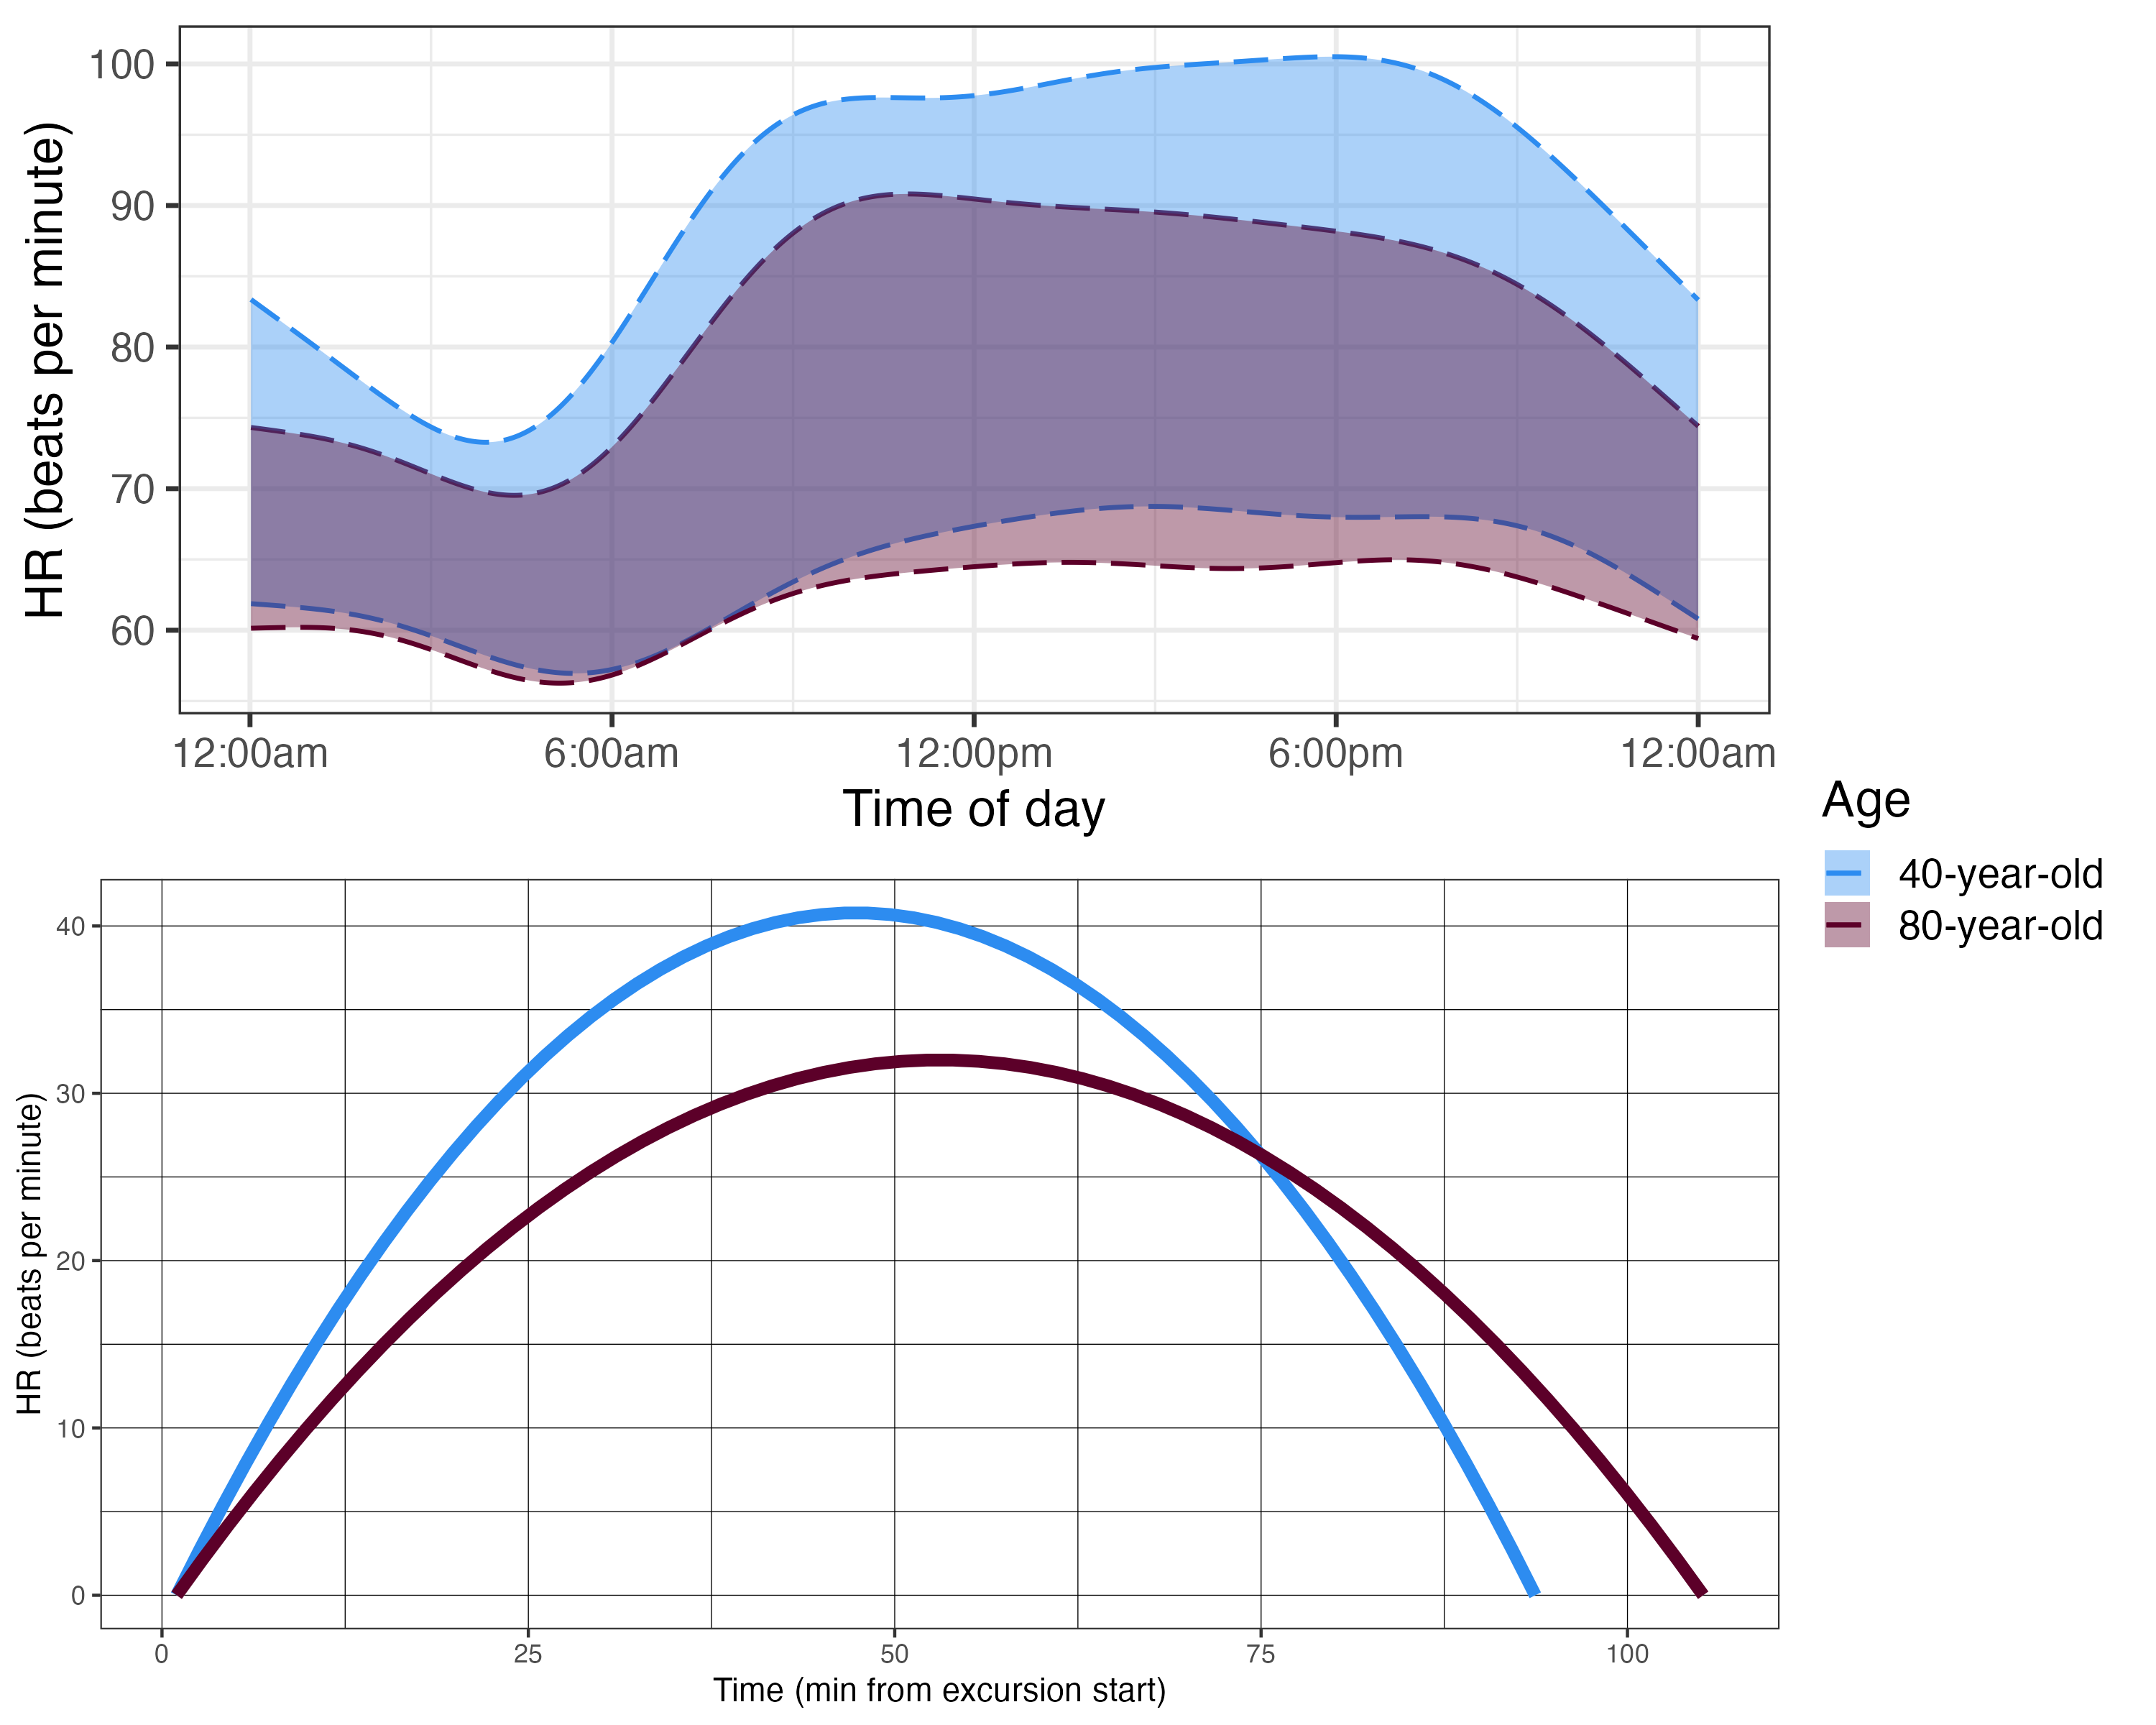 HR (beats per minute)
100
90
80
70
60
12:00am 6:00am 12:00pm 6:00pm 12:00am
Time of day
Age
40-year-old
80-year-old
HR (beats per minute)
40
30
20
10
0
0 25 50 75 100
Time (min from excursion start)